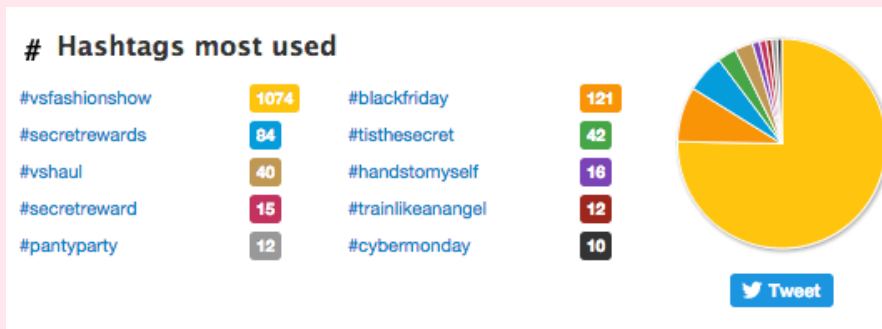 # Hashtags most used
#vsfashionshow 1074 #blackfriday 121
#secretrewards 84 #tisthesecret 42
#vshaul 40 #handstomyself 16
#secretreward 15 #trainlikeanangel 12
#pantyparty 12 #cybermonday 10
Tweet